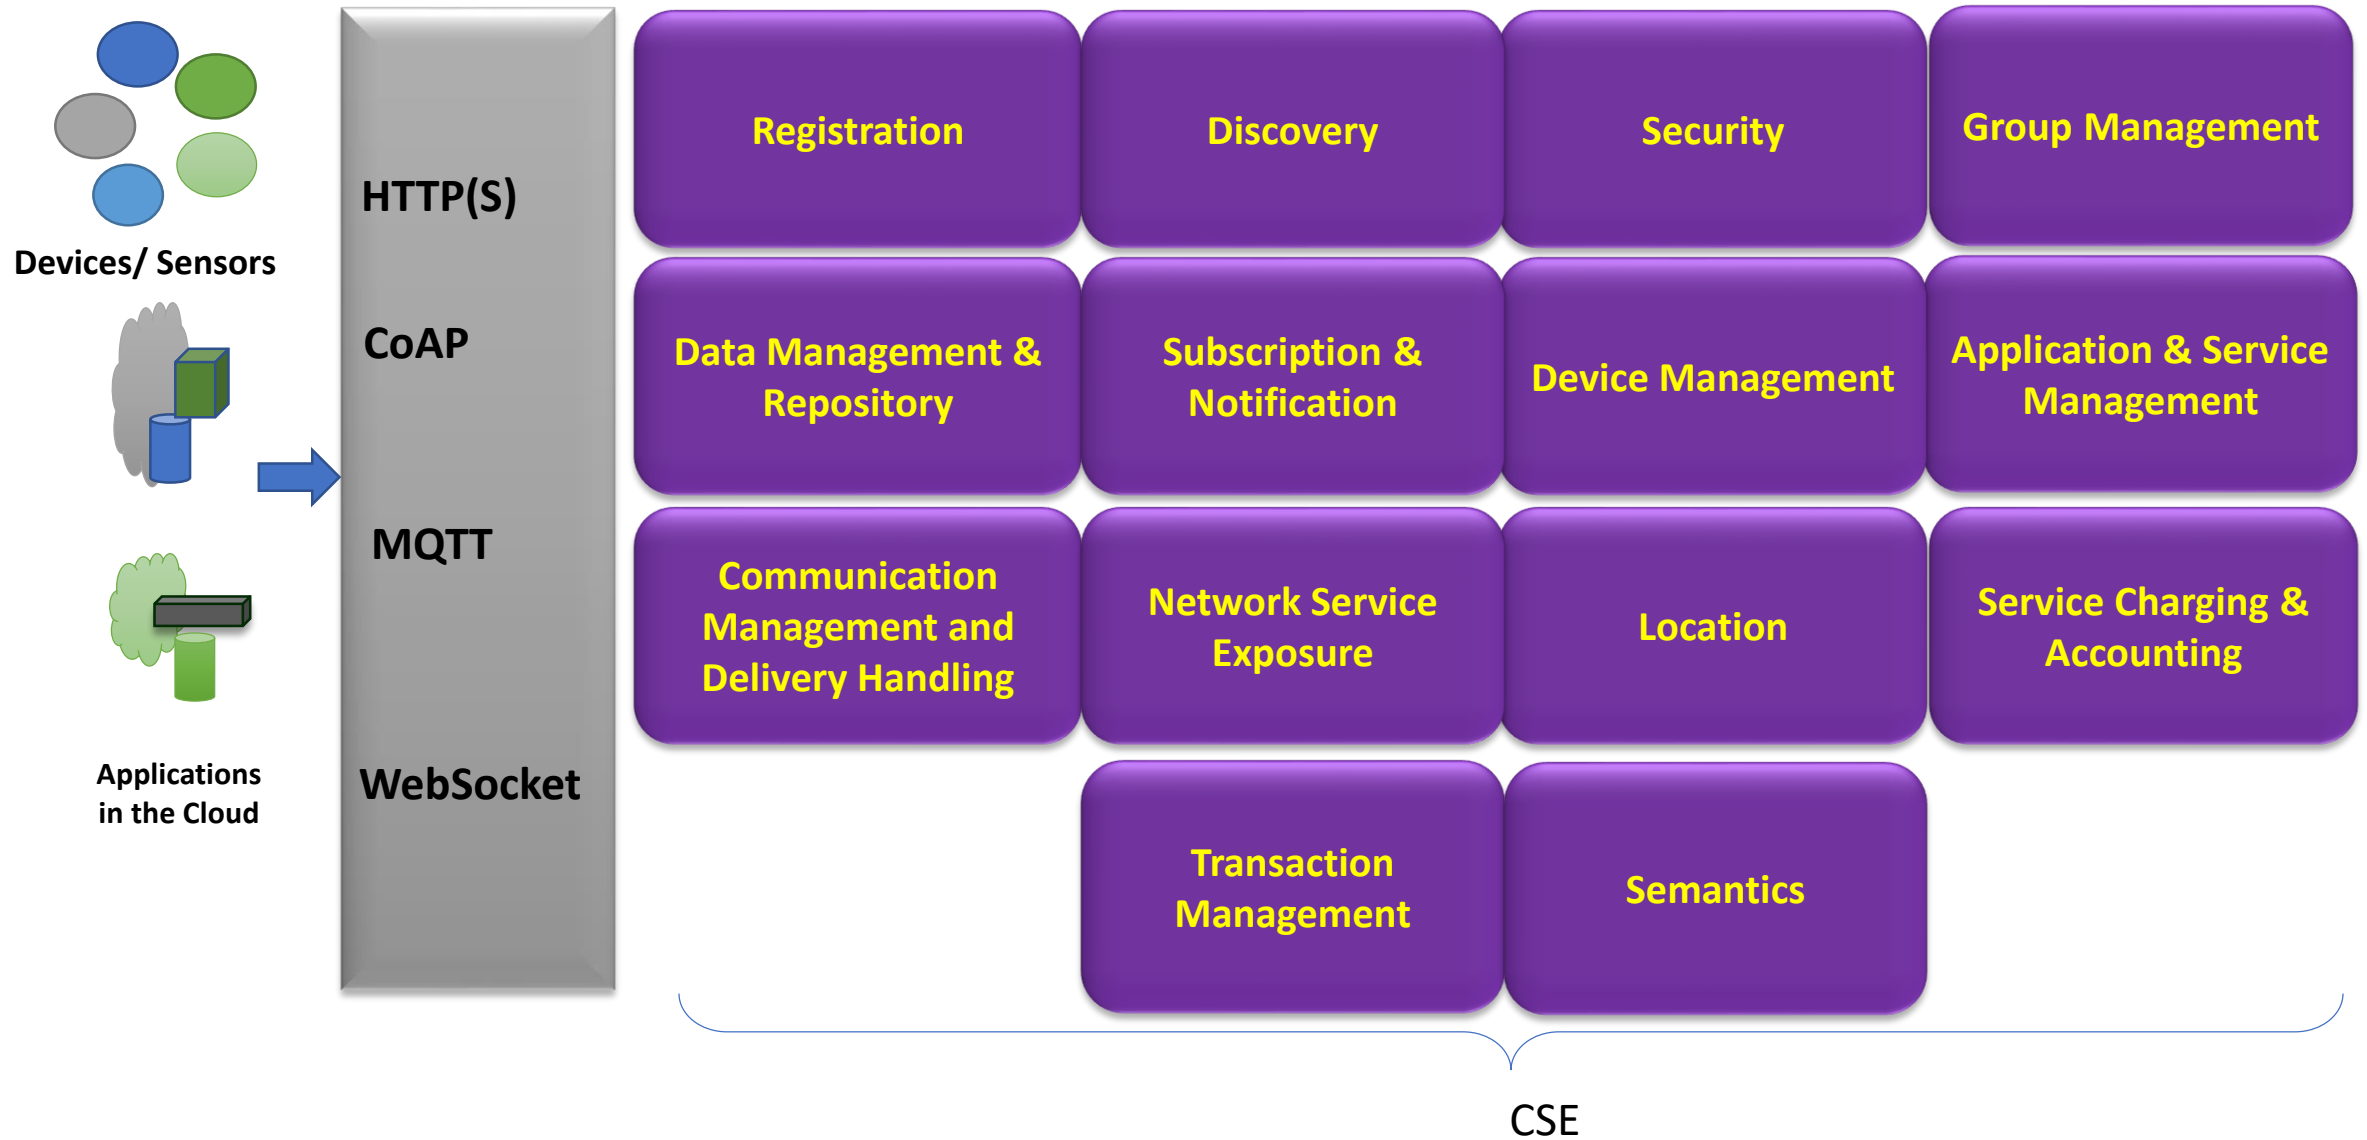 Devices/ Sensors
Applications
in the Cloud
HTTP(S)
CoAP
MQTT
WebSocket
Registration
Discovery
Security
Group Management
Data Management &
Repository
Subscription &
Notification
Device Management
Application & Service
Management
Communication
Management and
Delivery Handling
Network Service
Exposure
Location
Service Charging &
Accounting
Transaction
Management
Semantics
CSE